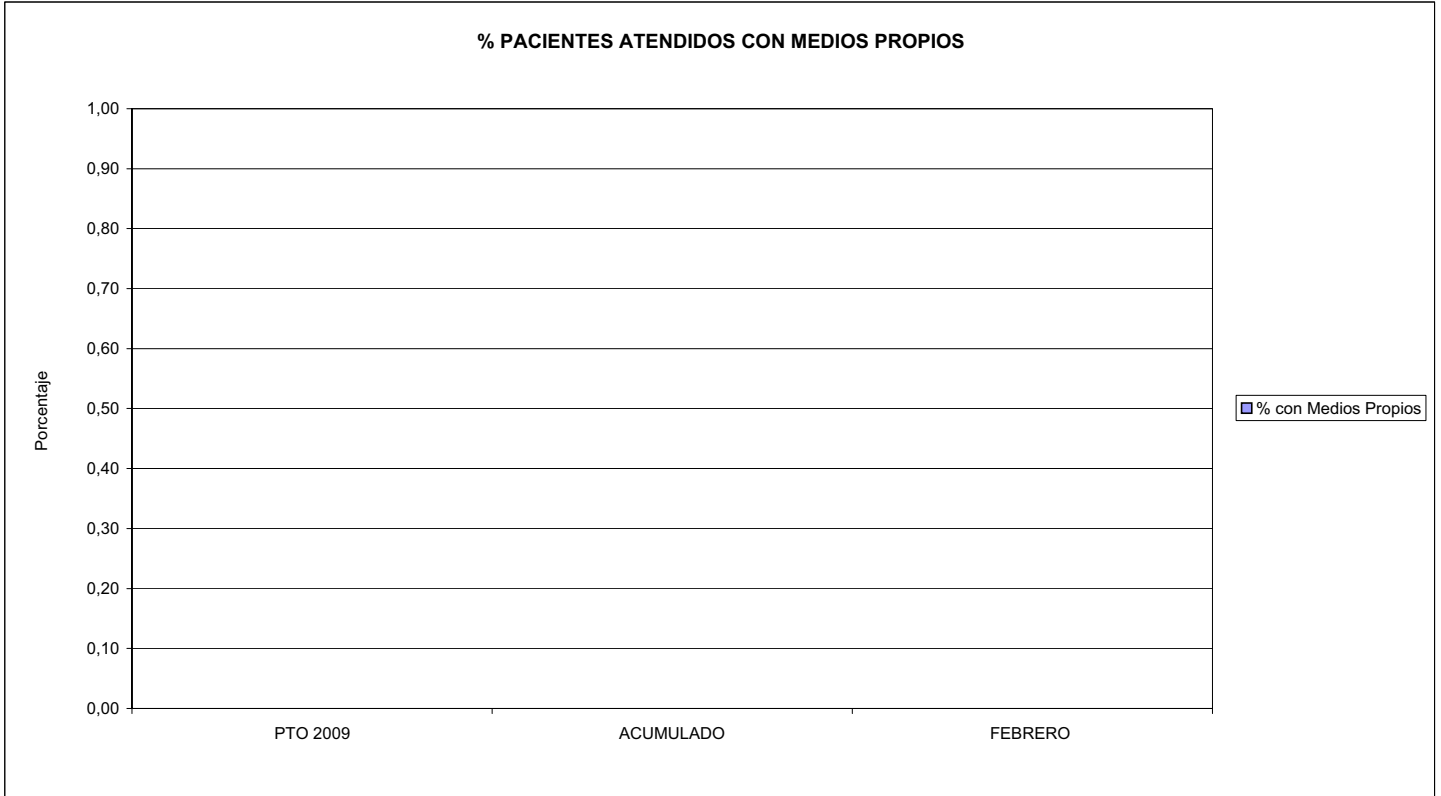 % PACIENTES ATENDIDOS CON MEDIOS PROPIOS
1,00
0,90
0,80
0,70
0,60
0,50
0,40
0,30
0,20
0,10
0,00
Porcentaje
PTO 2009
ACUMULADO
FEBRERO
% con Medios Propios